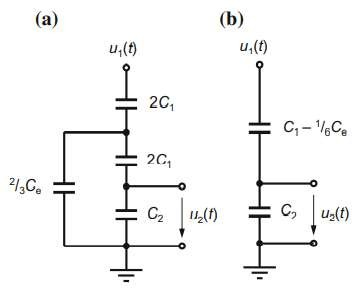 (a)
u₁(t)
2C₁
2C₁
²/₃Cₑ
C₂
u₂(t)
(b)
u₁(t)
C₁ – ¹/₆Cₑ
C₂
u₂(t)